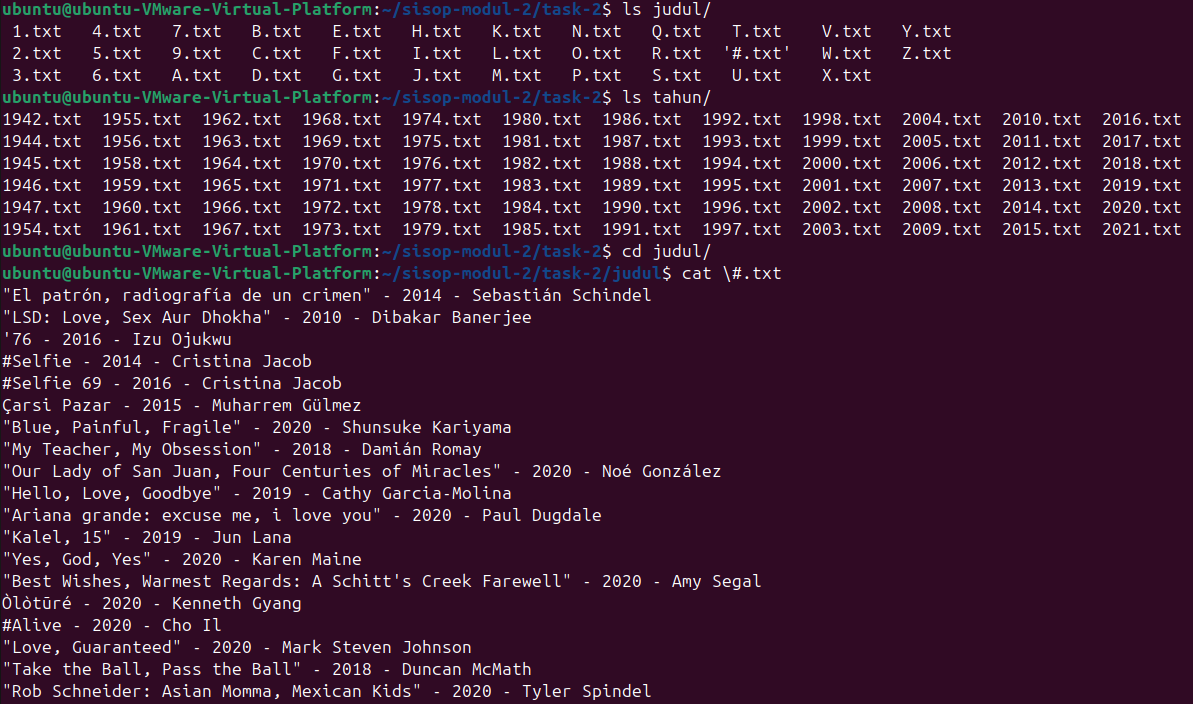 ubuntu@ubuntu-VMware-Virtual-Platform:~/sisop-modul-2/task-2$ ls judul/
1.txt 4.txt 7.txt B.txt E.txt H.txt K.txt N.txt Q.txt T.txt V.txt Y.txt
2.txt 5.txt 9.txt C.txt F.txt I.txt L.txt O.txt R.txt '#.txt' W.txt Z.txt
3.txt 6.txt A.txt D.txt G.txt J.txt M.txt P.txt S.txt U.txt X.txt
ubuntu@ubuntu-VMware-Virtual-Platform:~/sisop-modul-2/task-2$ ls tahun/
1942.txt 1955.txt 1962.txt 1968.txt 1974.txt 1980.txt 1986.txt 1992.txt 1998.txt 2004.txt 2010.txt 2016.txt
1944.txt 1956.txt 1963.txt 1969.txt 1975.txt 1981.txt 1987.txt 1993.txt 1999.txt 2005.txt 2011.txt 2017.txt
1945.txt 1958.txt 1964.txt 1970.txt 1976.txt 1982.txt 1988.txt 1994.txt 2000.txt 2006.txt 2012.txt 2018.txt
1946.txt 1959.txt 1965.txt 1971.txt 1977.txt 1983.txt 1989.txt 1995.txt 2001.txt 2007.txt 2013.txt 2019.txt
1947.txt 1960.txt 1966.txt 1972.txt 1978.txt 1984.txt 1990.txt 1996.txt 2002.txt 2008.txt 2014.txt 2020.txt
1954.txt 1961.txt 1967.txt 1973.txt 1979.txt 1985.txt 1991.txt 1997.txt 2003.txt 2009.txt 2015.txt 2021.txt
ubuntu@ubuntu-VMware-Virtual-Platform:~/sisop-modul-2/task-2$ cd judul/
ubuntu@ubuntu-VMware-Virtual-Platform:~/sisop-modul-2/task-2/judul$ cat \#.txt
"El patrón, radiografía de un crimen" - 2014 - Sebastián Schindel
"LSD: Love, Sex Aur Dhokha" - 2010 - Dibakar Banerjee
'76 - 2016 - Izu Ojukwu
#Selfie - 2014 - Cristina Jacob
#Selfie 69 - 2016 - Cristina Jacob
Çarsi Pazar - 2015 - Muharrem Gülmez
"Blue, Painful, Fragile" - 2020 - Shunsuke Kariyama
"My Teacher, My Obsession" - 2018 - Damián Romay
"Our Lady of San Juan, Four Centuries of Miracles" - 2020 - Noé González
"Hello, Love, Goodbye" - 2019 - Cathy Garcia-Molina
"Ariana grande: excuse me, i love you" - 2020 - Paul Dugdale
"Kalel, 15" - 2019 - Jun Lana
"Yes, God, Yes" - 2020 - Karen Maine
"Best Wishes, Warmest Regards: A Schitt's Creek Farewell" - 2020 - Amy Segal
Òlòtūré - 2020 - Kenneth Gyang
#Alive - 2020 - Cho Il
"Love, Guaranteed" - 2020 - Mark Steven Johnson
"Take the Ball, Pass the Ball" - 2018 - Duncan McMath
"Rob Schneider: Asian Momma, Mexican Kids" - 2020 - Tyler Spindel